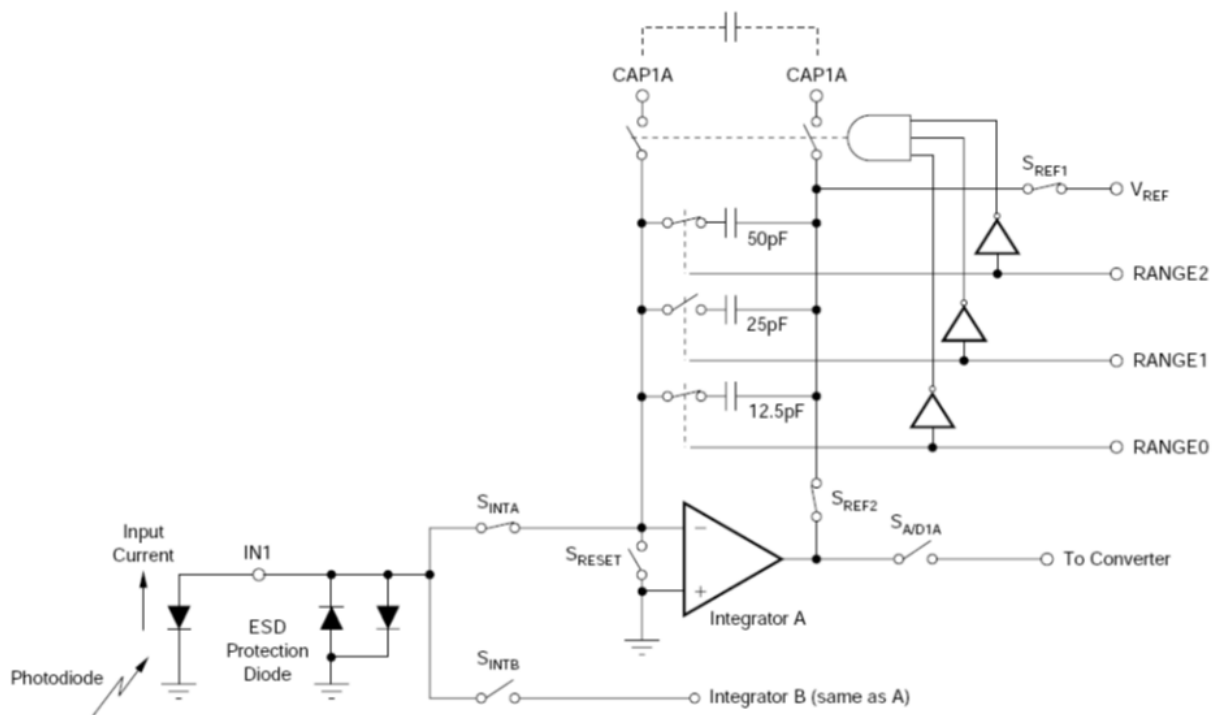 CAP1A
CAP1A
SREF1
VREF
50pF
RANGE2
25pF
RANGE1
12.5pF
RANGE0
SREF2
SINTA
SA/D1A
Input
Current
IN1
SRESET
−
+
To Converter
Integrator A
ESD
Protection
Diode
Photodiode
SINTB
Integrator B (same as A)